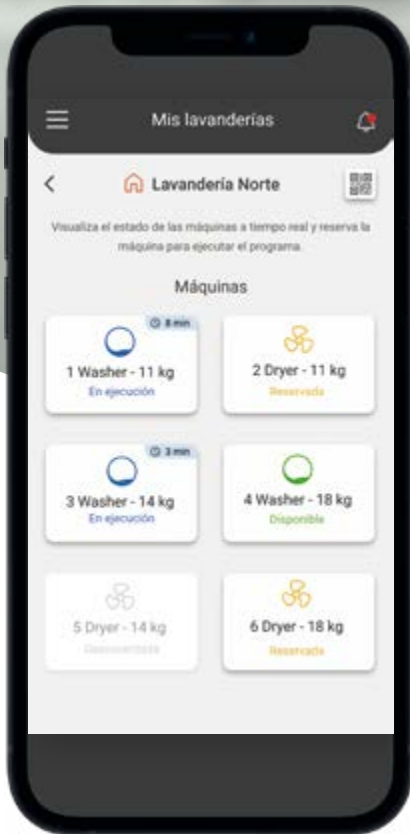 Mis lavanderías
Lavandería Norte
Visualiza el estado de las máquinas a tiempo real y reserva la
máquina para ejecutar el programa.
Máquinas
8 min
1 Washer - 11 kg
En ejecución
2 Dryer - 11 kg
Reservada
3 min
3 Washer - 14 kg
En ejecución
4 Washer - 18 kg
Disponible
5 Dryer - 14 kg
Desconectada
6 Dryer - 18 kg
Reservada